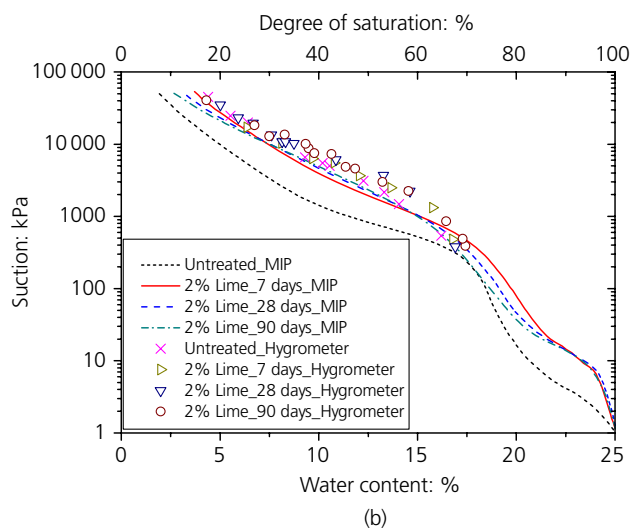 Degree of saturation: %
0 20 40 60 80 100
100 000
10 000
1000
100
10
1
Suction: kPa
Untreated_MIP
2% Lime_7 days_MIP
2% Lime_28 days_MIP
2% Lime_90 days_MIP
Untreated_Hygrometer
2% Lime_7 days_Hygrometer
2% Lime_28 days_Hygrometer
2% Lime_90 days_Hygrometer
0 5 10 15 20 25
Water content: %
(b)